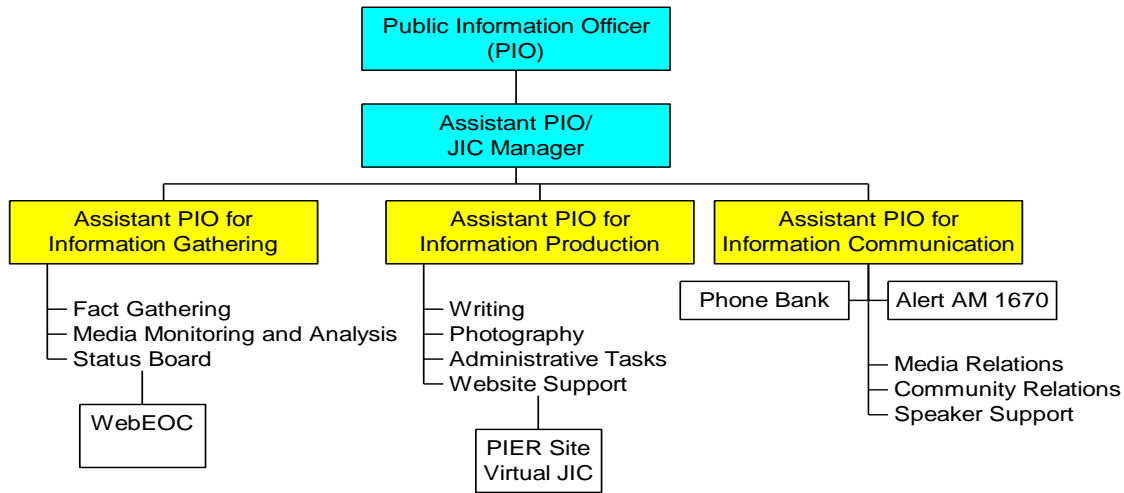 Public Information Officer
(PIO)
Assistant PIO/
JIC Manager
Assistant PIO for
Information Gathering
Fact Gathering
Media Monitoring and Analysis
Status Board
WebEOC
Assistant PIO for
Information Production
Writing
Photography
Administrative Tasks
Website Support
PIER Site
Virtual JIC
Assistant PIO for
Information Communication
Phone Bank
Alert AM 1670
Media Relations
Community Relations
Speaker Support